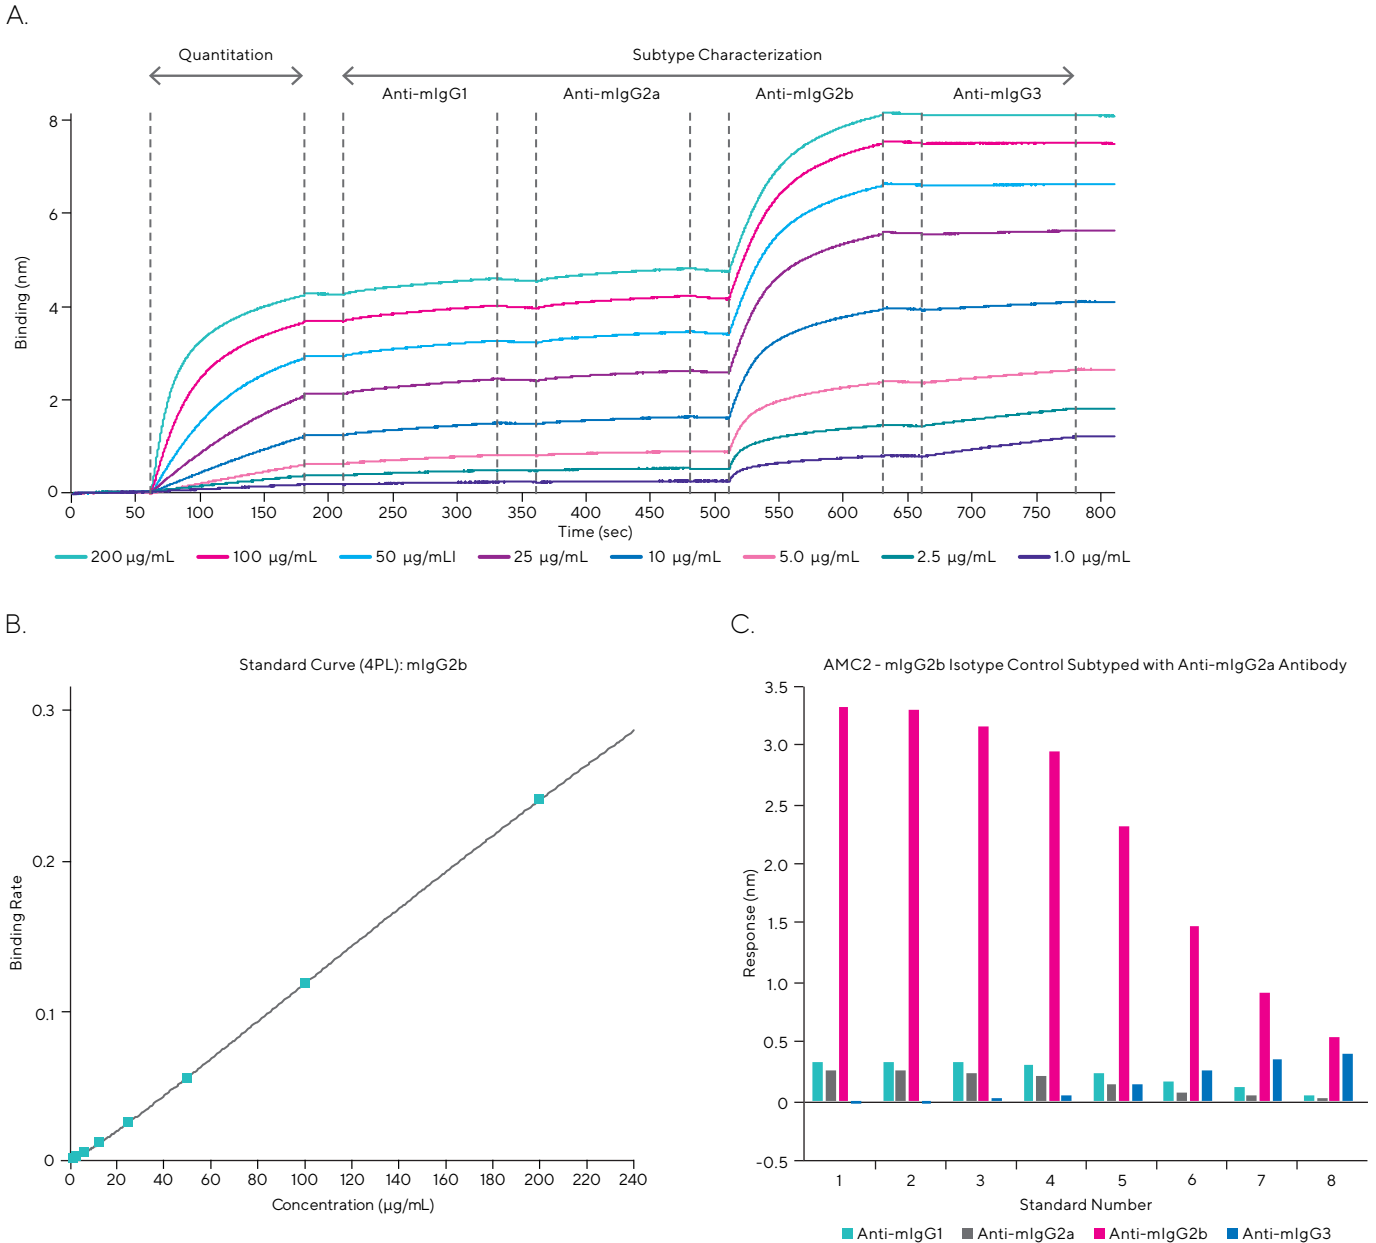 A.
Quantitation
Subtype Characterization
Anti-mIgG1
Anti-mIgG2a
Anti-mIgG2b
Anti-mIgG3
8
6
4
2
0
Binding (nm)
0 50 100 150 200 250 300 350 400 450 500 550 600 650 700 750 800
Time (sec)
200 µg/mL 100 µg/mL 50 µg/mLl 25 µg/mL 10 µg/mL 5.0 µg/mL 2.5 µg/mL 1.0 µg/mL
B.
Standard Curve (4PL): mIgG2b
0.3
0.2
0.1
0
Binding Rate
0 20 40 60 80 100 120 140 160 180 200 220 240
Concentration (µg/mL)
C.
AMC2 - mIgG2b Isotype Control Subtyped with Anti-mIgG2a Antibody
3.5
3.0
2.5
2.0
1.5
1.0
0.5
0
-0.5
Response (nm)
1 2 3 4 5 6 7 8
Standard Number
Anti-mIgG1 Anti-mIgG2a Anti-mIgG2b Anti-mIgG3